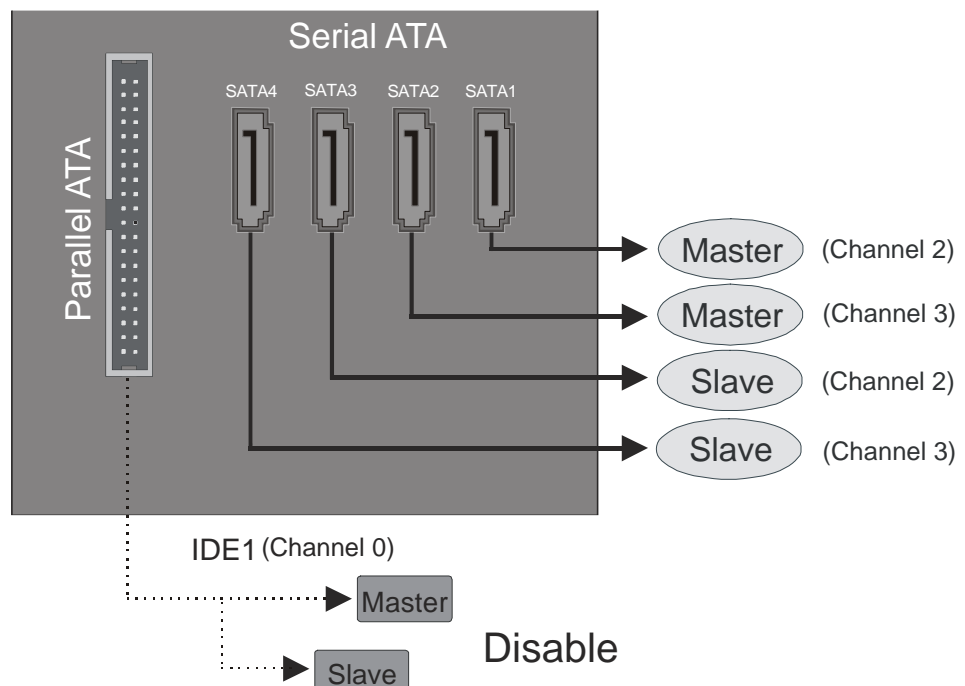 Serial ATA
SATA4 SATA3 SATA2 SATA1
Parallel ATA
Master (Channel 2)
Master (Channel 3)
Slave (Channel 2)
Slave (Channel 3)
IDE1 (Channel 0)
Master
Disable
Slave